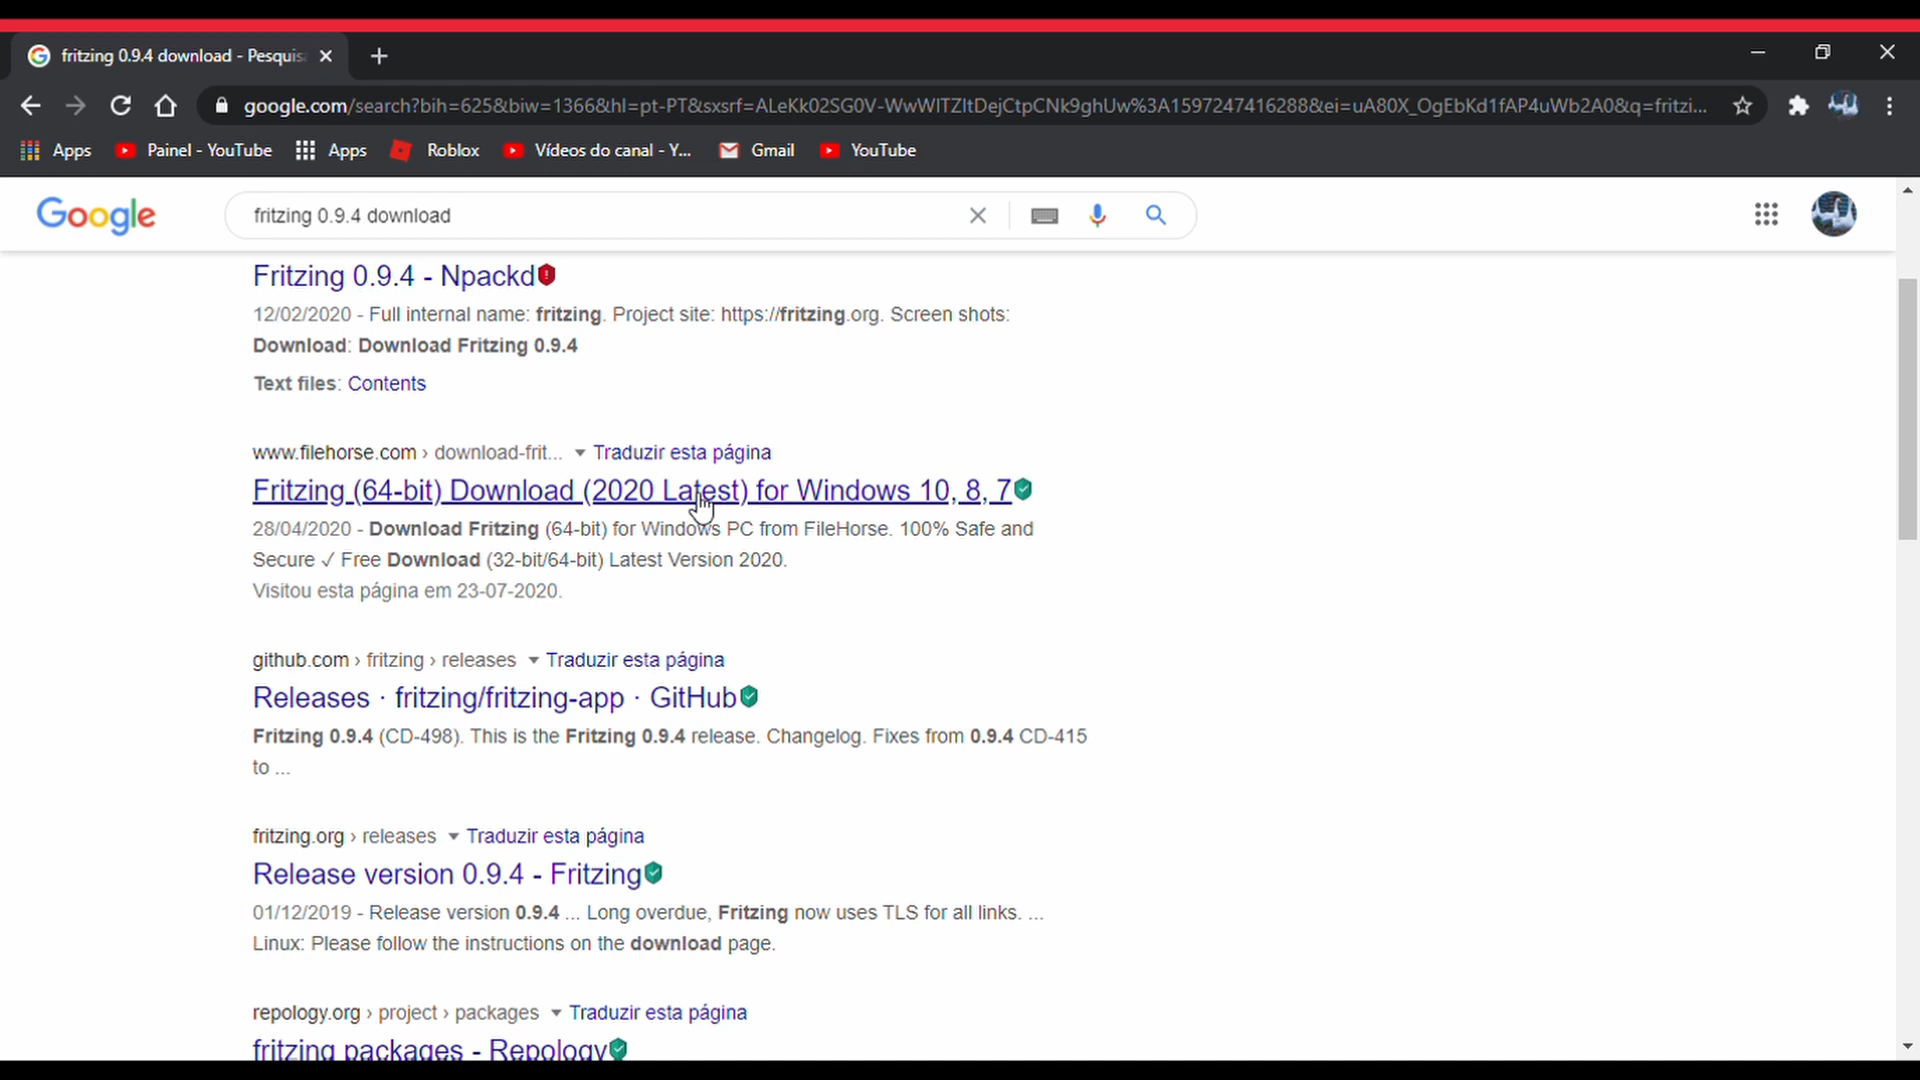 fritzing 0.9.4 download - Pesquis
google.com/search?bih=625&biw=1366&hl=pt-PT&sxsrf=ALeKk02SG0V-WwWITZItDejCtpCNk9ghUw%3A1597247416288&ei=uA80X_OgEbKd1fAP4uWb2A0&q=fritzi...
Apps Painel - YouTube Apps Roblox Vídeos do canal - Y... Gmail YouTube
Google fritzing 0.9.4 download
Fritzing 0.9.4 - Npackd
12/02/2020 - Full internal name: fritzing. Project site: https://fritzing.org. Screen shots:
Download: Download Fritzing 0.9.4
Text files: Contents
www.filehorse.com › download-frit... Traduzir esta página
Fritzing (64-bit) Download (2020 Latest) for Windows 10, 8, 7
28/04/2020 - Download Fritzing (64-bit) for Windows PC from FileHorse. 100% Safe and
Secure ✓ Free Download (32-bit/64-bit) Latest Version 2020.
Visitou esta página em 23-07-2020.
github.com › fritzing › releases Traduzir esta página
Releases · fritzing/fritzing-app · GitHub
Fritzing 0.9.4 (CD-498). This is the Fritzing 0.9.4 release. Changelog. Fixes from 0.9.4 CD-415
to ...
fritzing.org › releases Traduzir esta página
Release version 0.9.4 - Fritzing
01/12/2019 - Release version 0.9.4 ... Long overdue, Fritzing now uses TLS for all links. ...
Linux: Please follow the instructions on the download page.
repology.org › project › packages Traduzir esta página
fritzing packages - Repology